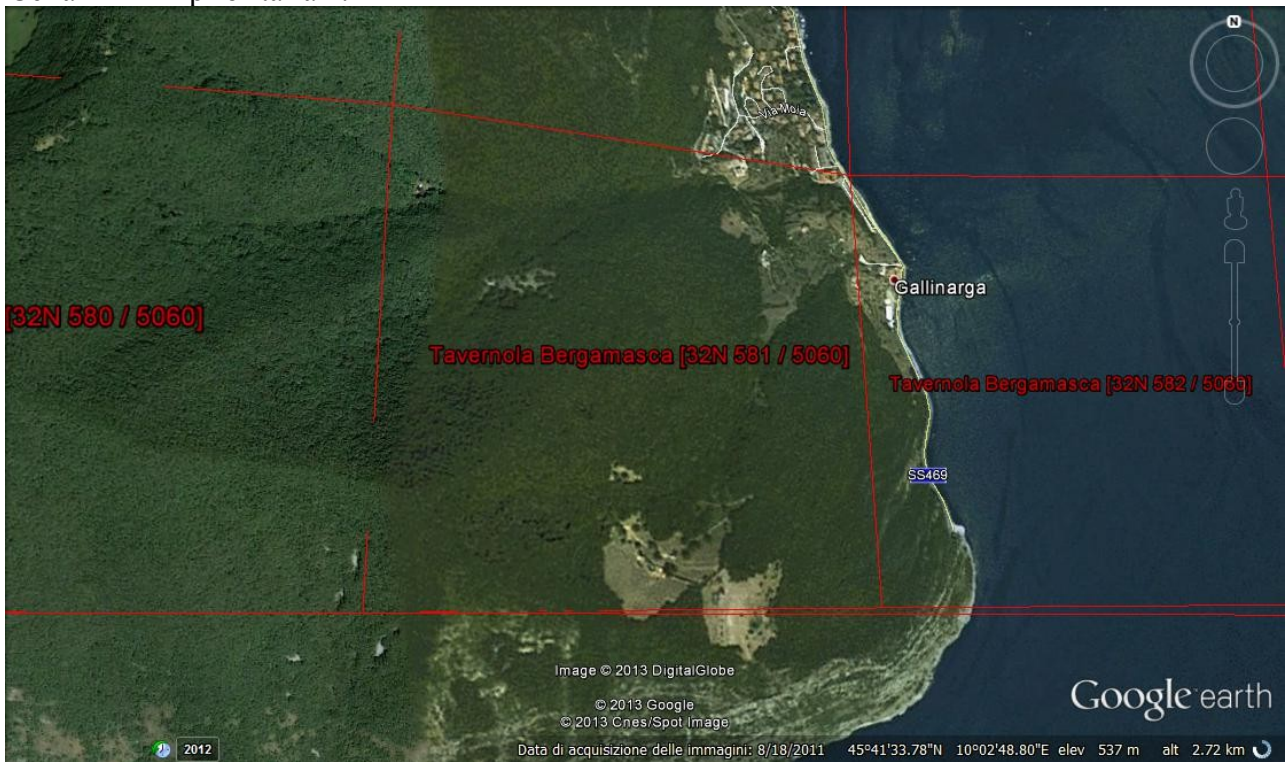 N
Via Mola
Gallinarga
[32N 580 / 5060]
Tavernola Bergamasca [32N 581 / 5060]
Tavernola Bergamasca [32N 582 / 5060]
SS469
Image © 2013 DigitalGlobe
© 2013 Google
© 2013 Cnes/Spot Image
Google earth
2012
Data di acquisizione delle immagini: 8/18/2011 45°41'33.78"N 10°02'48.80"E elev 537 m alt 2.72 km